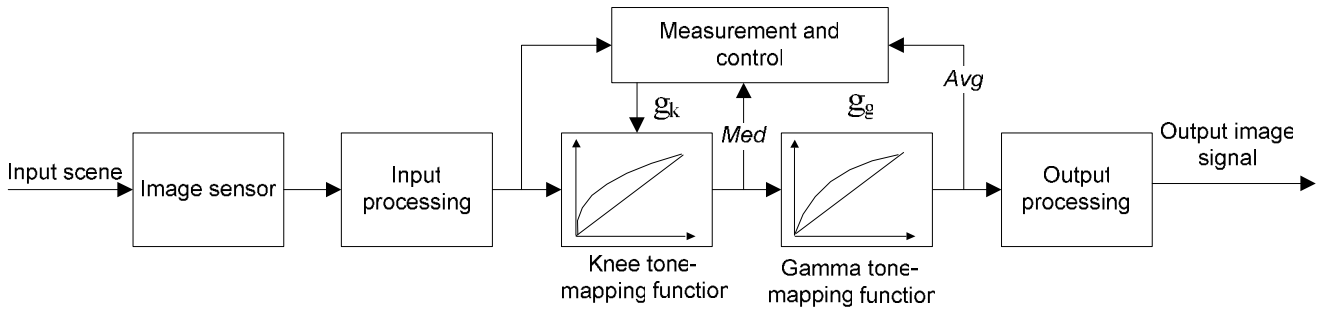 Measurement and
control
Avg
gk
gg
Med
Input scene
Image sensor
Input
processing
Output
processing
Output image
signal
Knee tone-
mapping function
Gamma tone-
mapping function